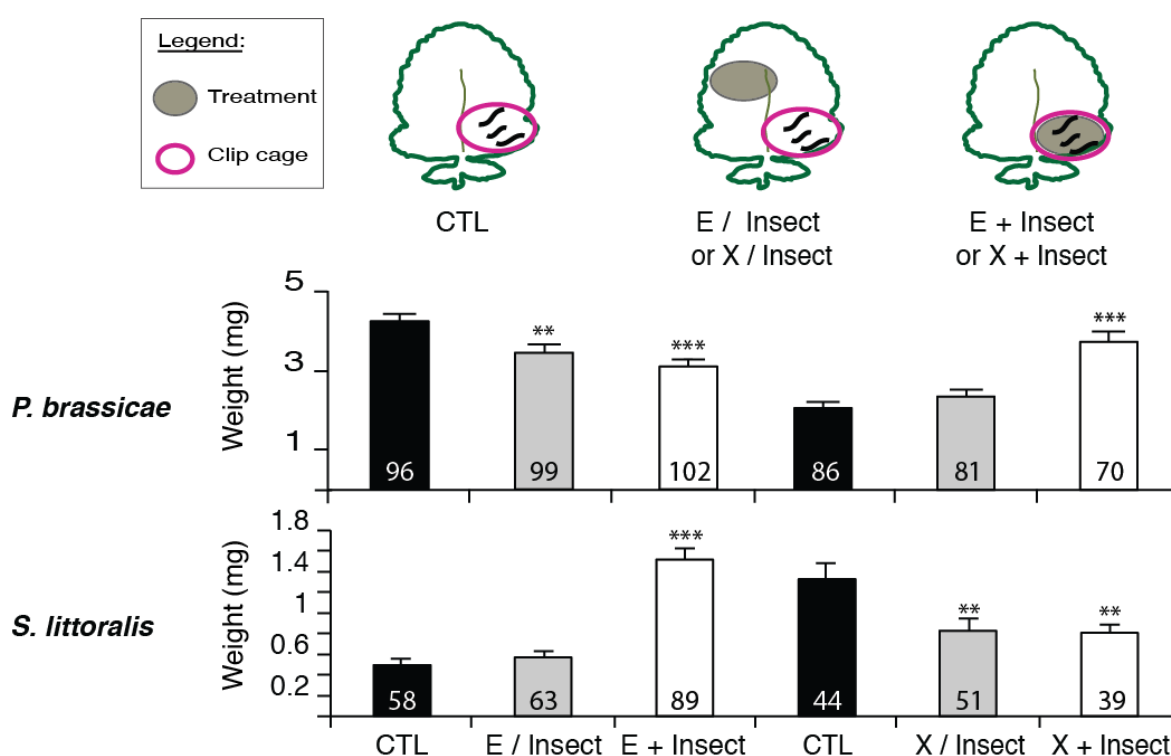 Legend:
Treatment
Clip cage
CTL
E / Insect
or X / Insect
E + Insect
or X + Insect
P. brassicae
Weight (mg)
5
3
1
**
***
***
96
99
102
86
81
70
S. littoralis
Weight (mg)
1.8
1.4
1
0.6
0.2
***
**
**
58
63
89
44
51
39
CTL
E / Insect
E + Insect
CTL
X / Insect
X + Insect